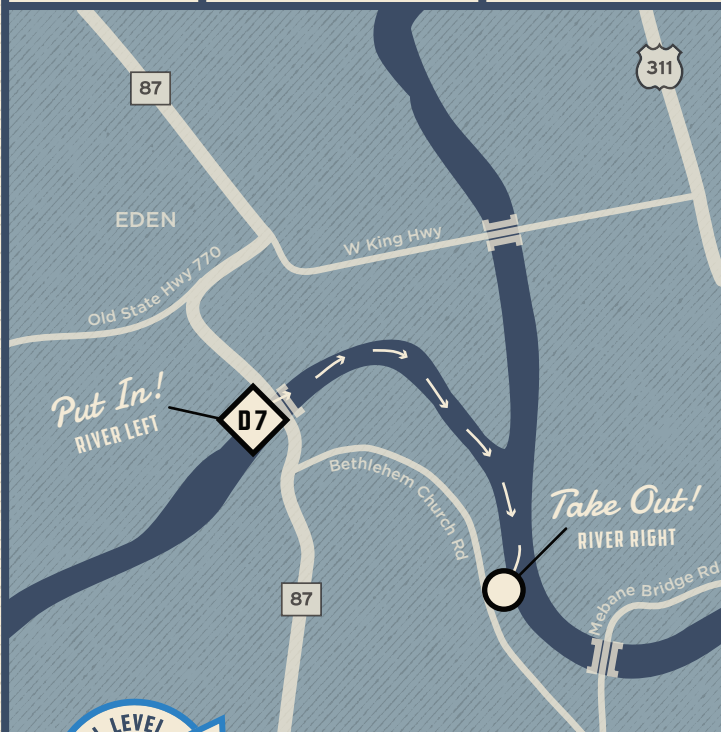 311
87
EDEN
W King Hwy
Old State Hwy 770
Put In!
RIVER LEFT
D7
Bethlehem Church Rd
Take Out!
RIVER RIGHT
87
Mebane Bridge Rd
LEVEL